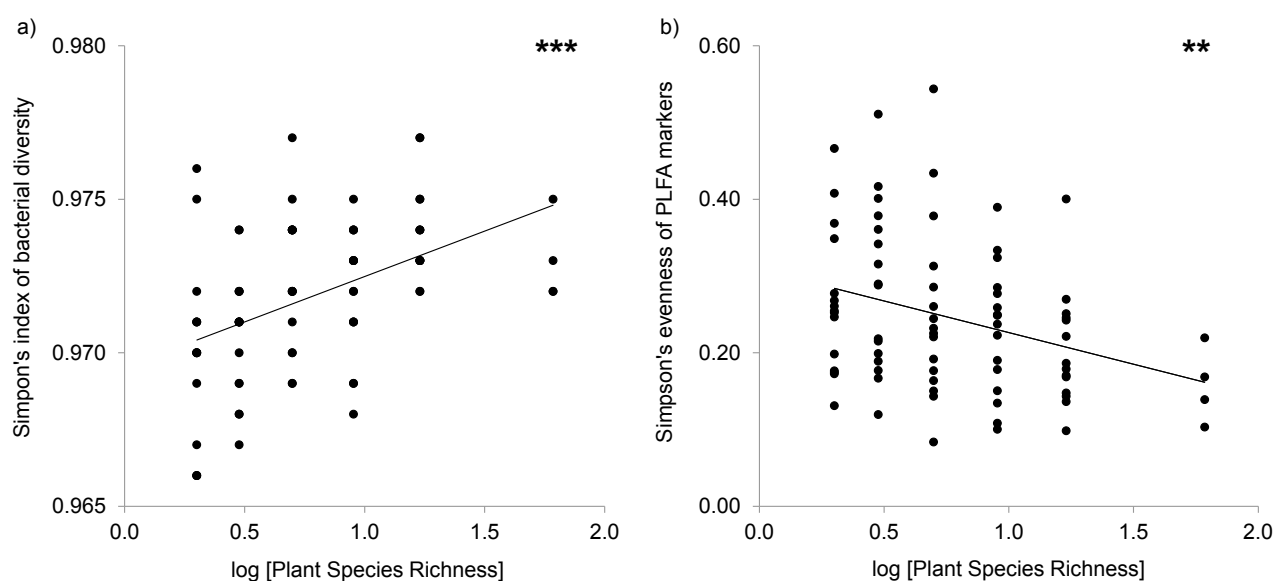 a)
***
Simpon's index of bacterial diversity
0.980
0.975
0.970
0.965
0.0 0.5 1.0 1.5 2.0
log [Plant Species Richness]
b)
**
Simpson's evenness of PLFA markers
0.60
0.40
0.20
0.00
0.0 0.5 1.0 1.5 2.0
log [Plant Species Richness]